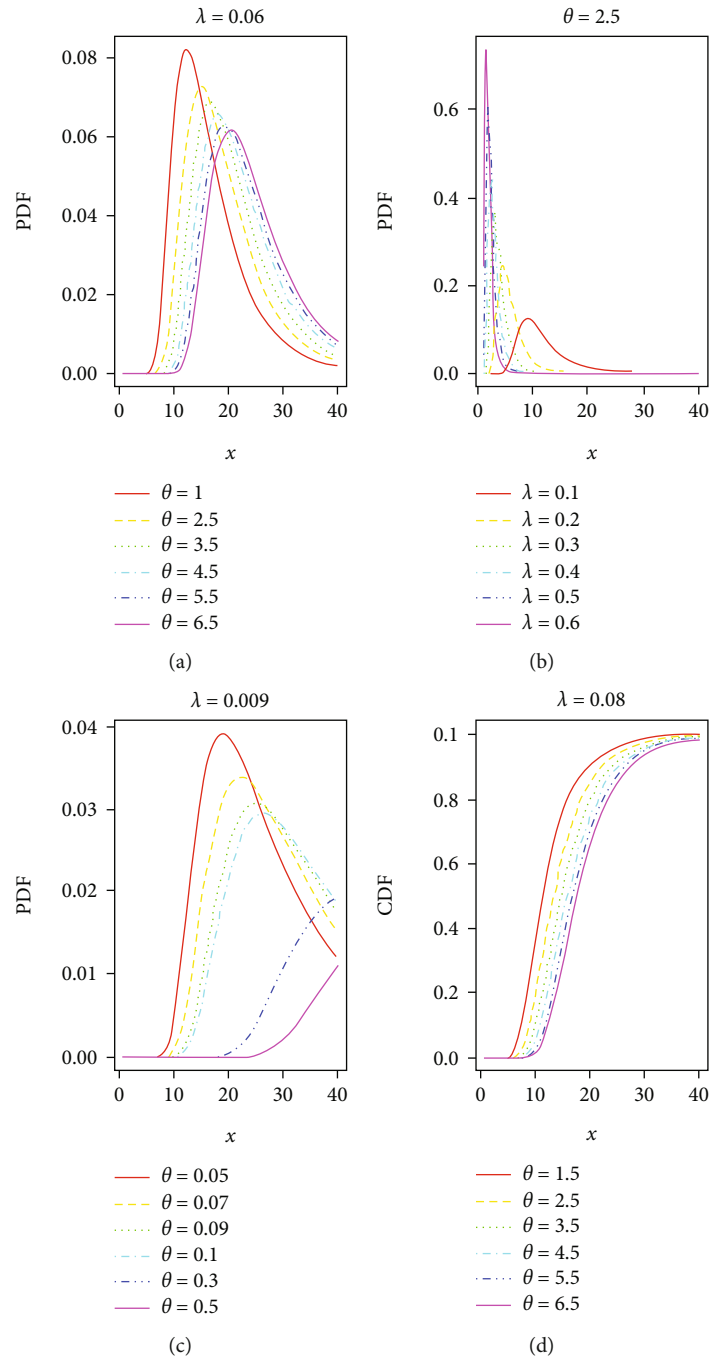 λ = 0.06
0.08
0.06
0.04
0.02
0.00
PDF
0
10
20
30
40
x
θ = 1
θ = 2.5
θ = 3.5
θ = 4.5
θ = 5.5
θ = 6.5
(a)
θ = 2.5
0.6
0.4
0.2
0.0
PDF
0
10
20
30
40
x
λ = 0.1
λ = 0.2
λ = 0.3
λ = 0.4
λ = 0.5
λ = 0.6
(b)
λ = 0.009
0.04
0.03
0.02
0.01
0.00
PDF
0
10
20
30
40
x
θ = 0.05
θ = 0.07
θ = 0.09
θ = 0.1
θ = 0.3
θ = 0.5
(c)
λ = 0.08
0.1
0.8
0.6
0.4
0.2
0.0
CDF
0
10
20
30
40
x
θ = 1.5
θ = 2.5
θ = 3.5
θ = 4.5
θ = 5.5
θ = 6.5
(d)